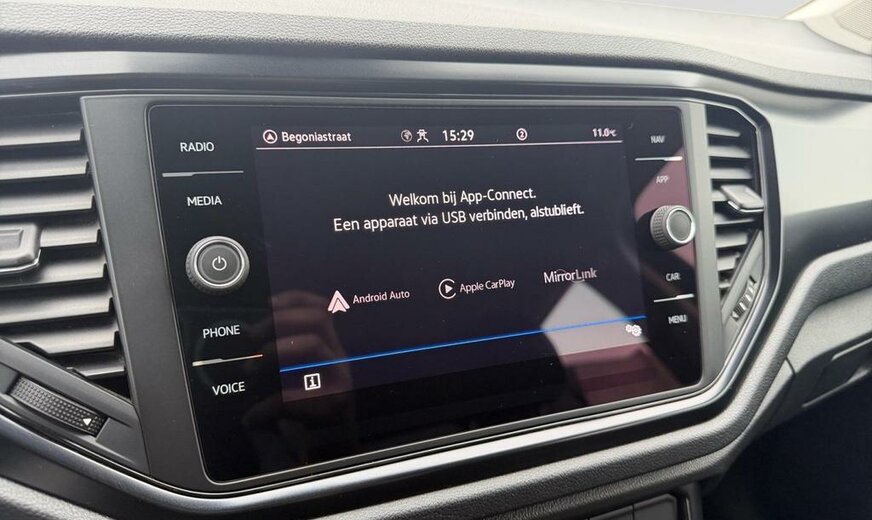 RADIO
MEDIA
PHONE
VOICE
Begoniastraat
15:29
2
11.0°C
Welkom bij App-Connect.
Een apparaat via USB verbinden, alstublieft.
Android Auto
Apple CarPlay
MirrorLink
i
NAV
APP
CAR
MENU